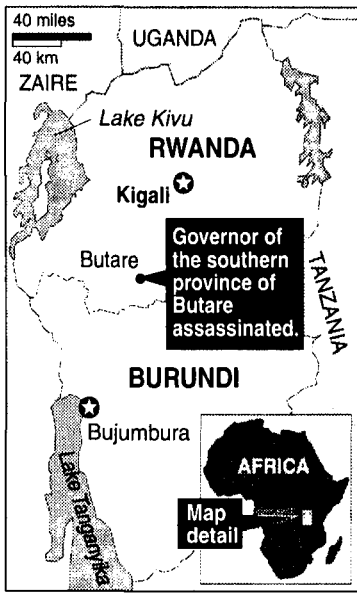 40 miles
40 km
UGANDA
ZAIRE
Lake Kivu
RWANDA
Kigali
Butare
Governor of
the southern
province of
Butare
assassinated.
TANZANIA
BURUNDI
Bujumbura
Lake Tanganyika
AFRICA
Map
detail